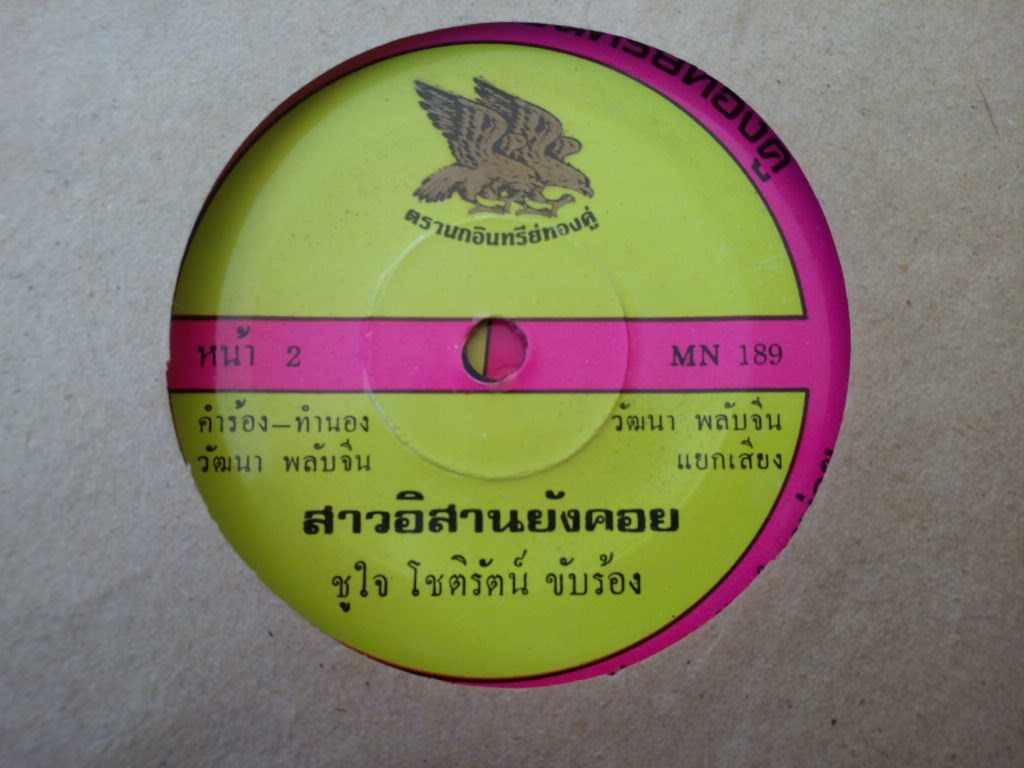 ตรานกอินทรีย์ทองคู่
หน้า 2
MN 189
คำร้อง–ทำนอง
วัฒนา พลับจีน
วัฒนา พลับจีน
แยกเสียง
สาวอิสานยังคอย
ชูใจ โชติรัตน์ ขับร้อง